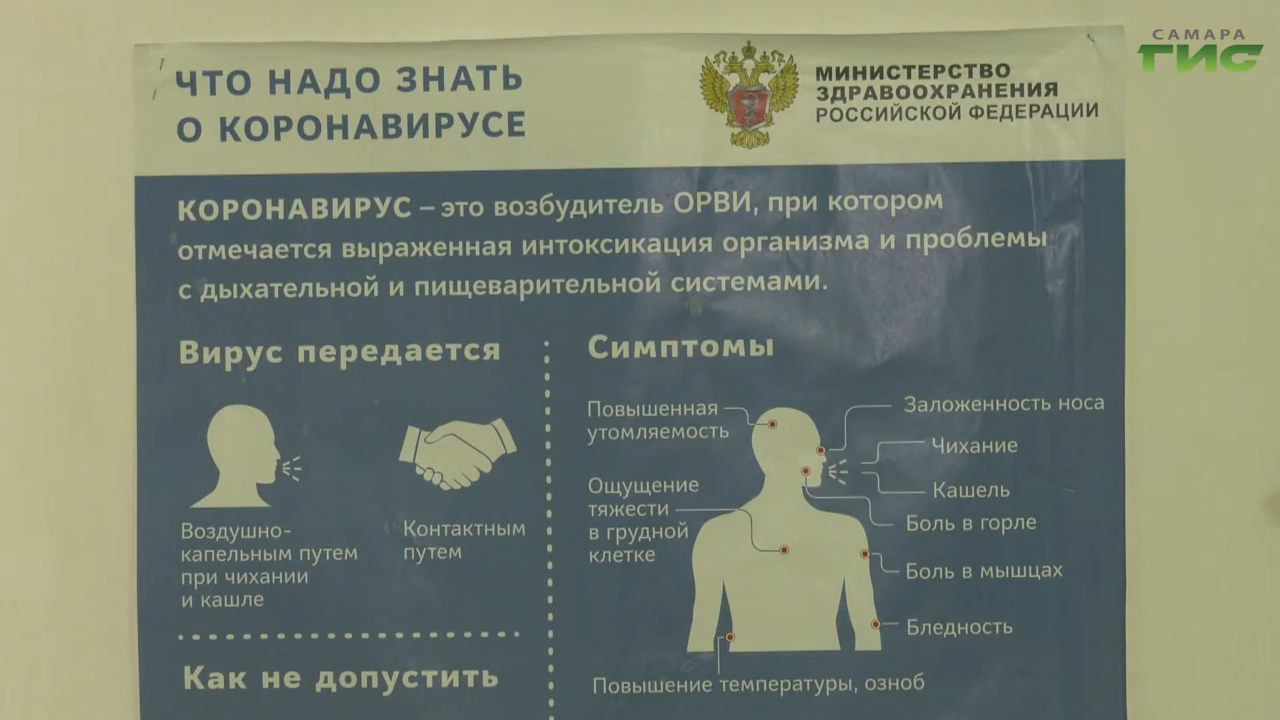 САМАРА
ГИС
ЧТО НАДО ЗНАТЬ
О КОРОНАВИРУСЕ
МИНИСТЕРСТВО
ЗДРАВООХРАНЕНИЯ
РОССИЙСКОЙ ФЕДЕРАЦИИ
КОРОНАВИРУС – это возбудитель ОРВИ, при котором
отмечается выраженная интоксикация организма и проблемы
с дыхательной и пищеварительной системами.
Вирус передается
Воздушно-
капельным путем
при чихании
и кашле
Контактным
путем
Как не допустить
Симптомы
Повышенная
утомляемость
Ощущение
тяжести
в грудной
клетке
Заложенность носа
Чихание
Кашель
Боль в горле
Боль в мышцах
Бледность
Повышение температуры, озноб